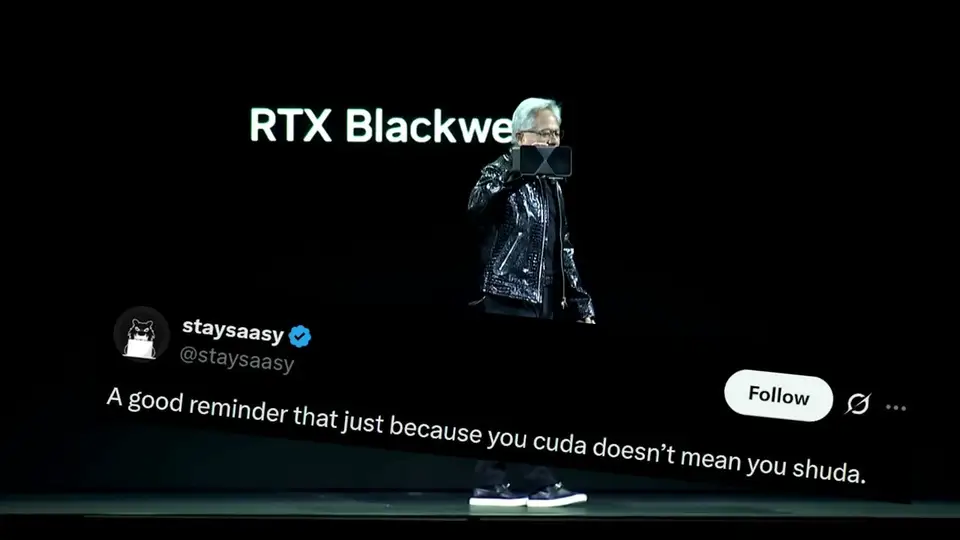 RTX Blackwe
staysaasy
@staysaasy
Follow
A good reminder that just because you cuda doesn't mean you shuda.